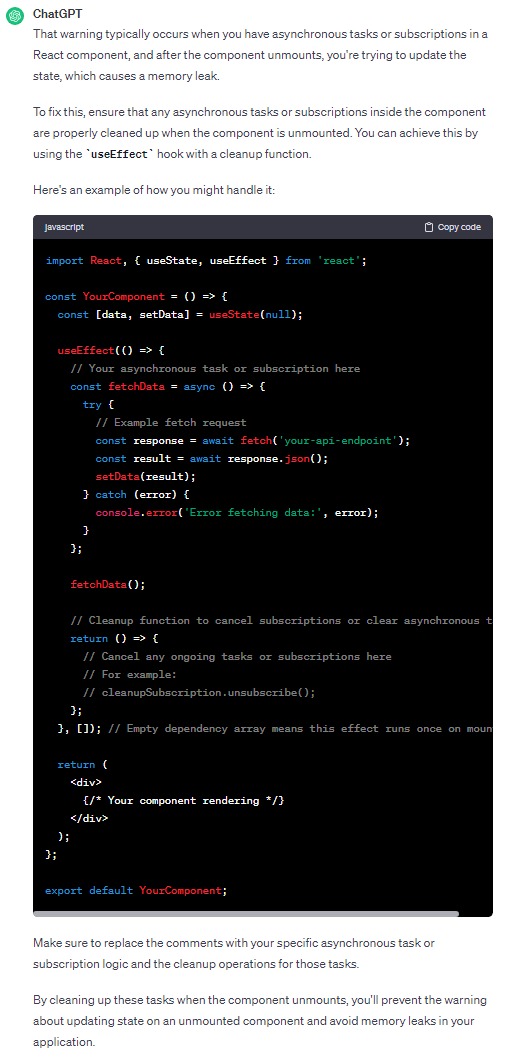 ChatGPT
That warning typically occurs when you have asynchronous tasks or subscriptions in a
React component, and after the component unmounts, you're trying to update the
state, which causes a memory leak.
To fix this, ensure that any asynchronous tasks or subscriptions inside the component
are properly cleaned up when the component is unmounted. You can achieve this by
using the `useEffect` hook with a cleanup function.
Here's an example of how you might handle it:
javascript
Copy code
import React, { useState, useEffect } from 'react';
const YourComponent = () => {
  const [data, setData] = useState(null);
  useEffect(() => {
    // Your asynchronous task or subscription here
    const fetchData = async () => {
      try {
        // Example fetch request
        const response = await fetch('your-api-endpoint');
        const result = await response.json();
        setData(result);
      } catch (error) {
        console.error('Error fetching data:', error);
      }
    };
    fetchData();
    // Cleanup function to cancel subscriptions or clear asynchronous t
    return () => {
      // Cancel any ongoing tasks or subscriptions here
      // For example:
      // cleanupSubscription.unsubscribe();
    };
  }, []); // Empty dependency array means this effect runs once on moun
  return (
    <div>
      {/* Your component rendering */}
    </div>
  );
};
export default YourComponent;
Make sure to replace the comments with your specific asynchronous task or
subscription logic and the cleanup operations for those tasks.
By cleaning up these tasks when the component unmounts, you'll prevent the warning
about updating state on an unmounted component and avoid memory leaks in your
application.